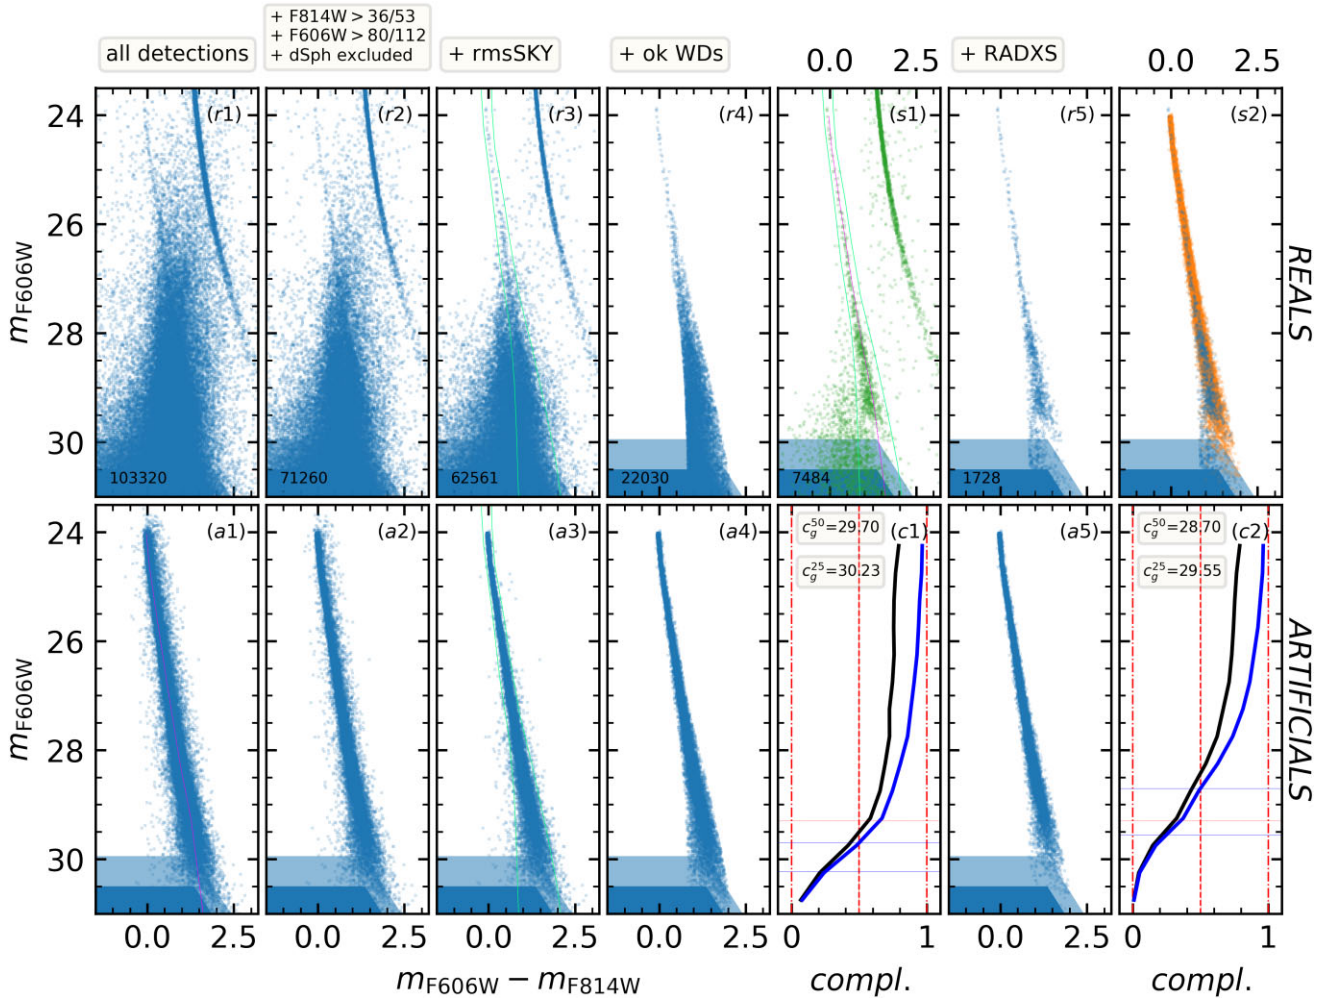 all detections
+ F814W > 36/53
+ F606W > 80/112
+ dSph excluded
+ rmsSKY
+ ok WDs
0.0 2.5
+ RADXS
0.0 2.5
(r1) (r2) (r3) (r4) (s1) (r5) (s2)
24
26
28
30
m_F606W
REALS
103320 71260 62561 22030 7484 1728
(a1) (a2) (a3) (a4) (c1) (a5) (c2)
c_g^50=29.70
c_g^25=30.23
c_g^50=28.70
c_g^25=29.55
24
26
28
30
m_F606W
ARTIFICIALS
0.0 2.5 0.0 2.5 0.0 2.5 0.0 2.5 0 1 0.0 2.5 0 1
m_F606W − m_F814W
compl.
compl.